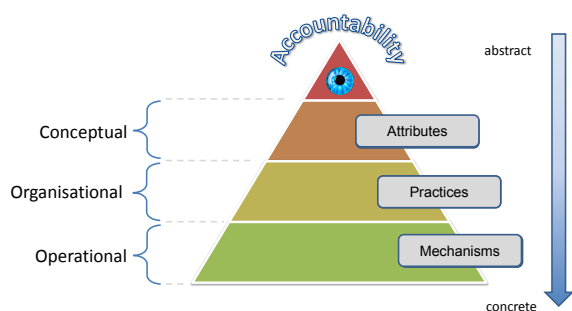 Accountability
abstract
Conceptual
Attributes
Organisational
Practices
Operational
Mechanisms
concrete